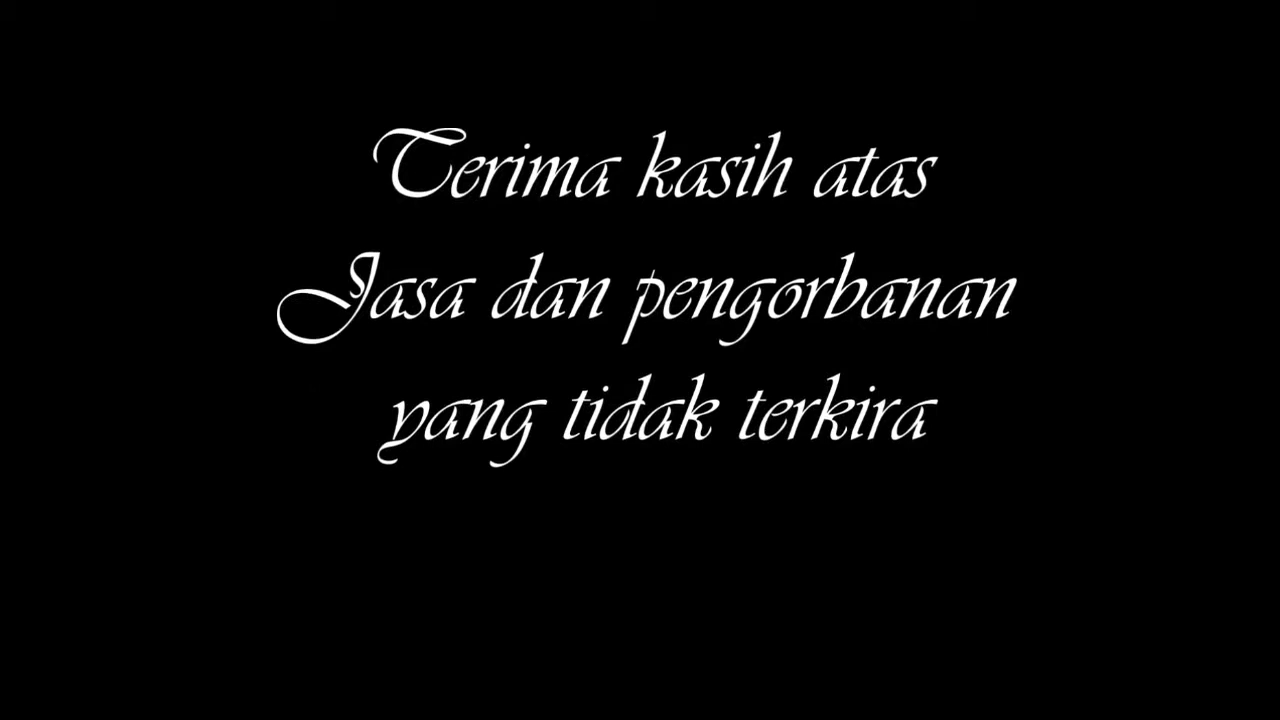 Terima kasih atas
Jasa dan pengorbanan
yang tidak terkira